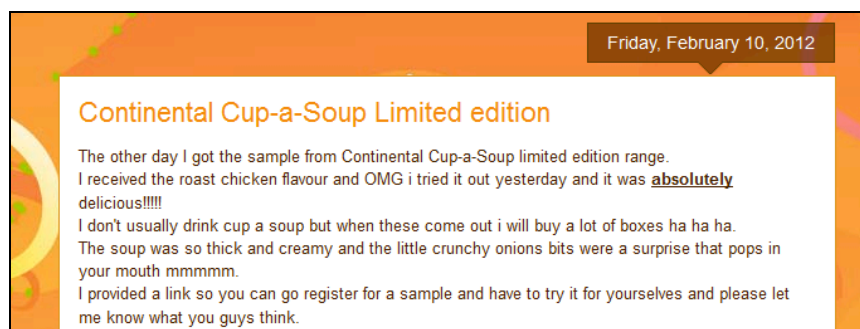 Friday, February 10, 2012
Continental Cup-a-Soup Limited edition
The other day I got the sample from Continental Cup-a-Soup limited edition range.
I received the roast chicken flavour and OMG i tried it out yesterday and it was absolutely
delicious!!!!!
I don't usually drink cup a soup but when these come out i will buy a lot of boxes ha ha ha.
The soup was so thick and creamy and the little crunchy onions bits were a surprise that pops in
your mouth mmmmm.
I provided a link so you can go register for a sample and have to try it for yourselves and please let
me know what you guys think.